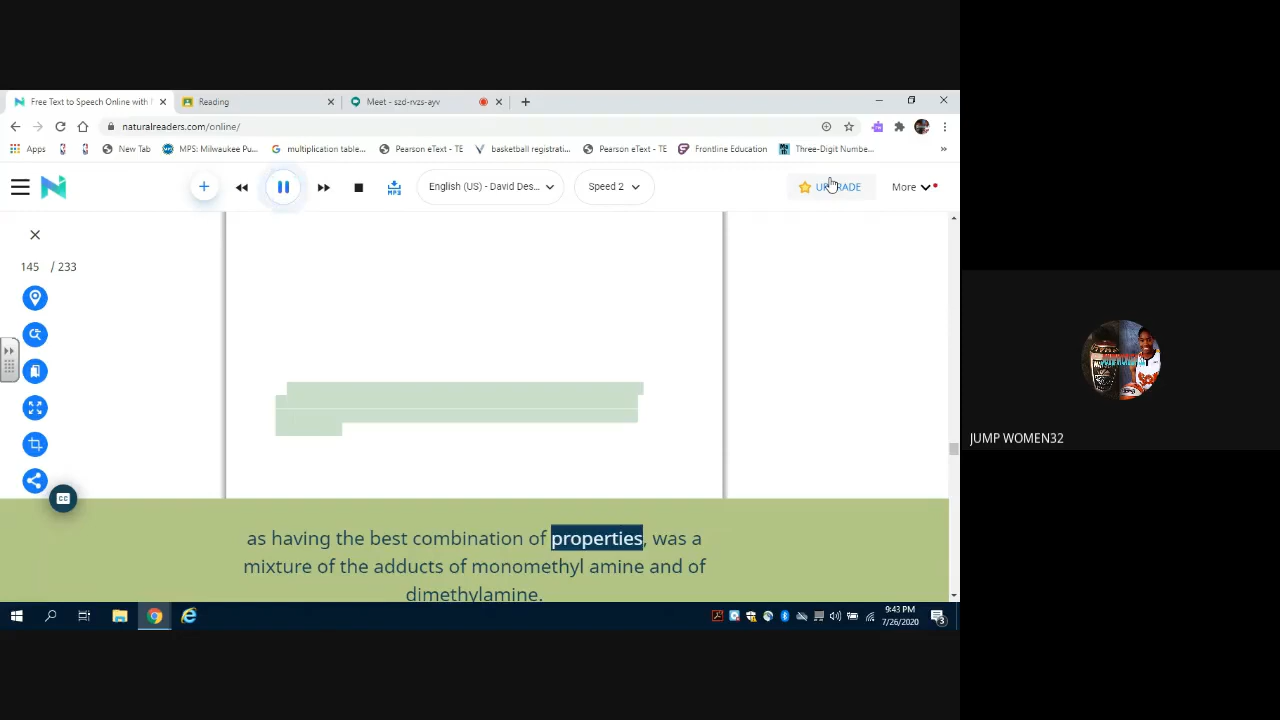 Free Text to Speech Online with
Reading
Meet - szd-rvzs-ayv
naturalreaders.com/online/
Apps
New Tab
MPS: Milwaukee Pu...
multiplication table...
Pearson eText - TE
basketball registrati...
Pearson eText - TE
Frontline Education
Three-Digit Numbe...
»
MP3
English (US) - David Des...
Speed 2
UPGRADE
More
145 / 233
CC
as having the best combination of properties, was a
mixture of the adducts of monomethyl amine and of
dimethylamine.
9:43 PM
7/26/2020
3
JUMP WOMEN32